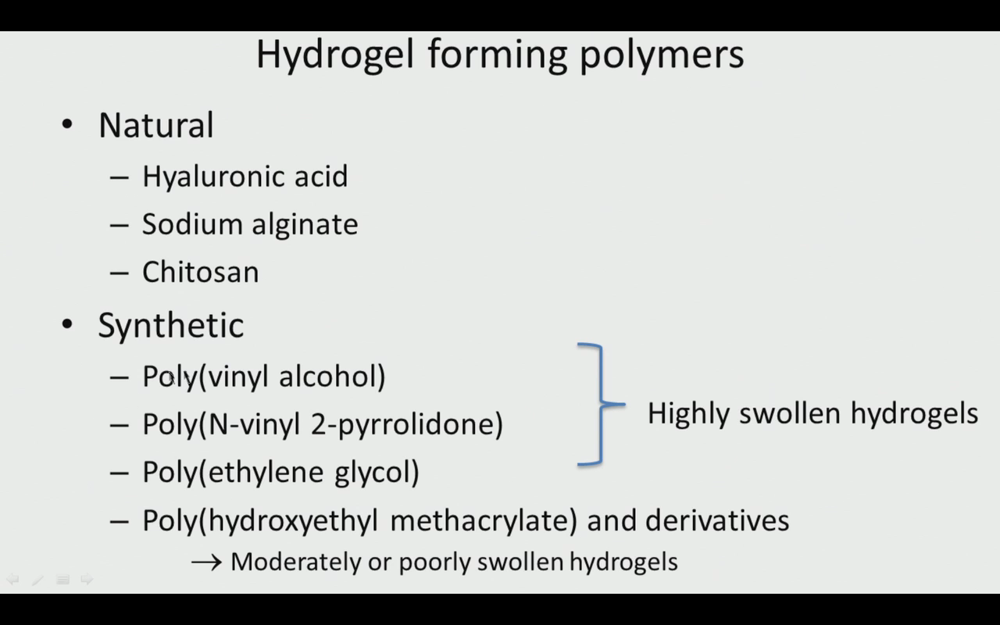 Hydrogel forming polymers
• Natural
– Hyaluronic acid
– Sodium alginate
– Chitosan
• Synthetic
– Poly(vinyl alcohol)
– Poly(N-vinyl 2-pyrrolidone)
– Poly(ethylene glycol)
Highly swollen hydrogels
– Poly(hydroxyethyl methacrylate) and derivatives
→ Moderately or poorly swollen hydrogels